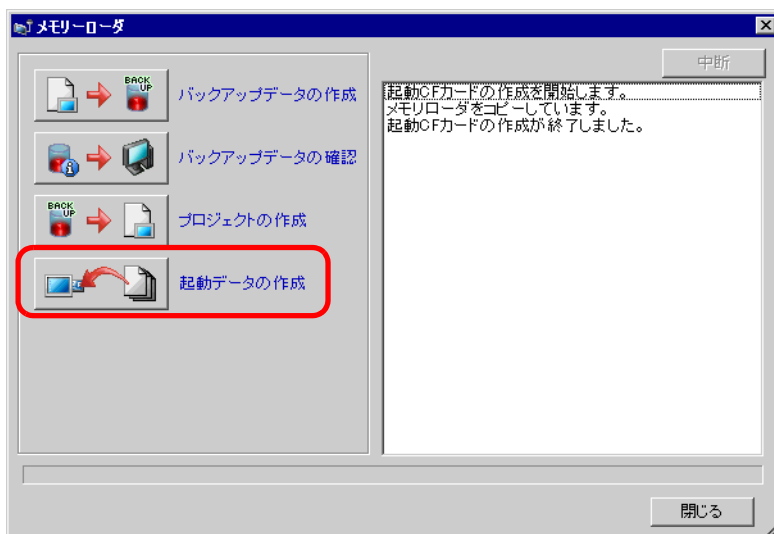 メモリーローダ
中断
BACK UP
バックアップデータの作成
バックアップデータの確認
BACK UP
プロジェクトの作成
起動データの作成
起動CFカードの作成を開始します。
メモリローダをコピーしています。
起動CFカードの作成が終了しました。
閉じる